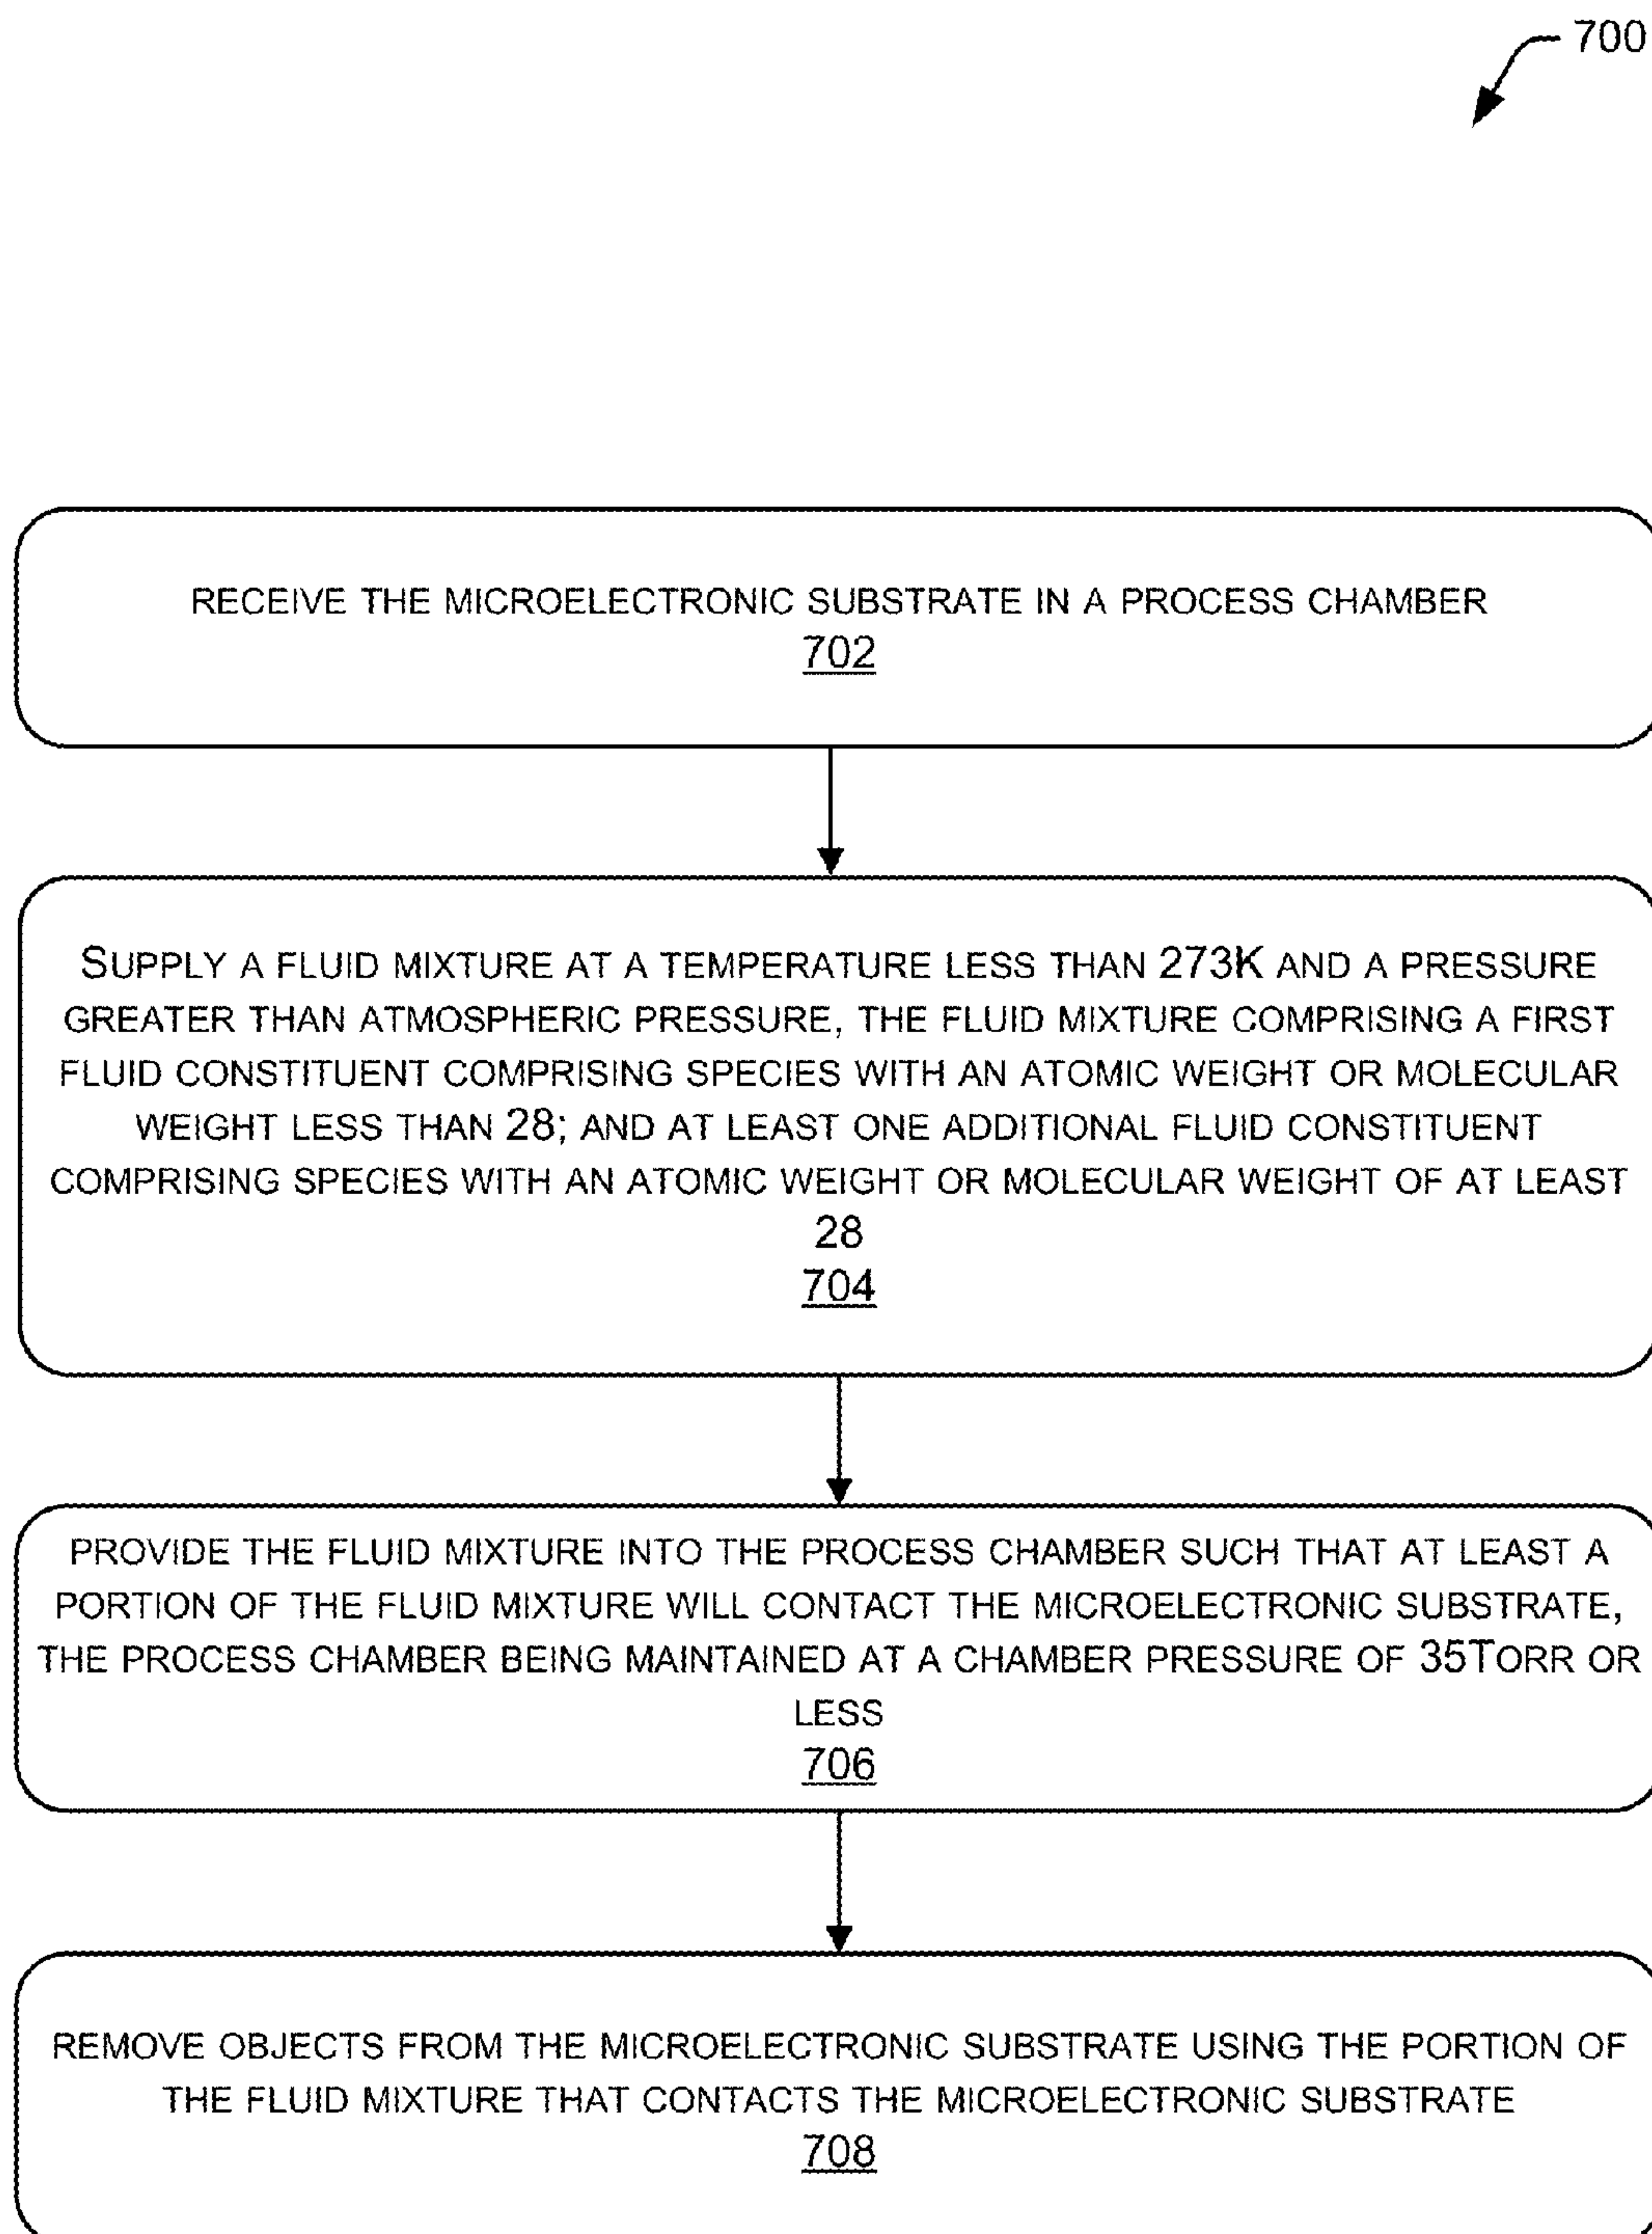 700
RECEIVE THE MICROELECTRONIC SUBSTRATE IN A PROCESS CHAMBER
702
SUPPLY A FLUID MIXTURE AT A TEMPERATURE LESS THAN 273K AND A PRESSURE
GREATER THAN ATMOSPHERIC PRESSURE, THE FLUID MIXTURE COMPRISING A FIRST
FLUID CONSTITUENT COMPRISING SPECIES WITH AN ATOMIC WEIGHT OR MOLECULAR
WEIGHT LESS THAN 28; AND AT LEAST ONE ADDITIONAL FLUID CONSTITUENT
COMPRISING SPECIES WITH AN ATOMIC WEIGHT OR MOLECULAR WEIGHT OF AT LEAST
28
704
PROVIDE THE FLUID MIXTURE INTO THE PROCESS CHAMBER SUCH THAT AT LEAST A
PORTION OF THE FLUID MIXTURE WILL CONTACT THE MICROELECTRONIC SUBSTRATE,
THE PROCESS CHAMBER BEING MAINTAINED AT A CHAMBER PRESSURE OF 35TORR OR
LESS
706
REMOVE OBJECTS FROM THE MICROELECTRONIC SUBSTRATE USING THE PORTION OF
THE FLUID MIXTURE THAT CONTACTS THE MICROELECTRONIC SUBSTRATE
708